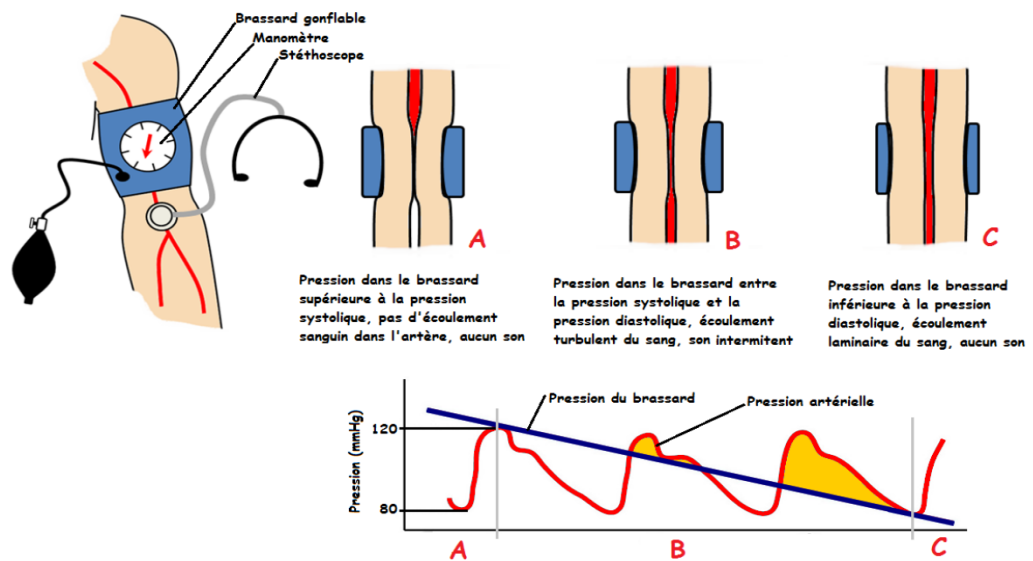 Brassard gonflable
Manomètre
Stéthoscope
A
B
C
Pression dans le brassard
supérieure à la pression
systolique, pas d'écoulement
sanguin dans l'artère, aucun son
Pression dans le brassard entre
la pression systolique et la
pression diastolique, écoulement
turbulent du sang, son intermitent
Pression dans le brassard
inférieure à la pression
diastolique, écoulement
laminaire du sang, aucun son
Pression (mmHg)
120
80
Pression du brassard
Pression artérielle
A
B
C